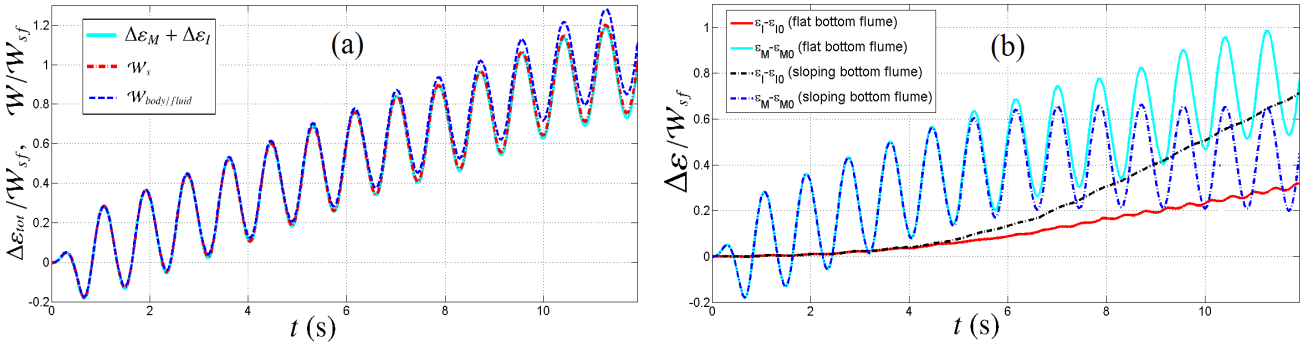 (a)
Δε_M + Δε_I
𝒲_s
𝒲_body/fluid
Δε_tot/𝒲_sf, 𝒲/𝒲_sf
1.2
1.0
0.8
0.6
0.4
0.2
0
-0.2
0 2 4 6 8 10
t (s)
(b)
ε_I-ε_I0 (flat bottom flume)
ε_M-ε_M0 (flat bottom flume)
ε_I-ε_I0 (sloping bottom flume)
ε_M-ε_M0 (sloping bottom flume)
Δε/𝒲_sf
1
0.8
0.6
0.4
0.2
0
-0.2
0 2 4 6 8 10
t (s)